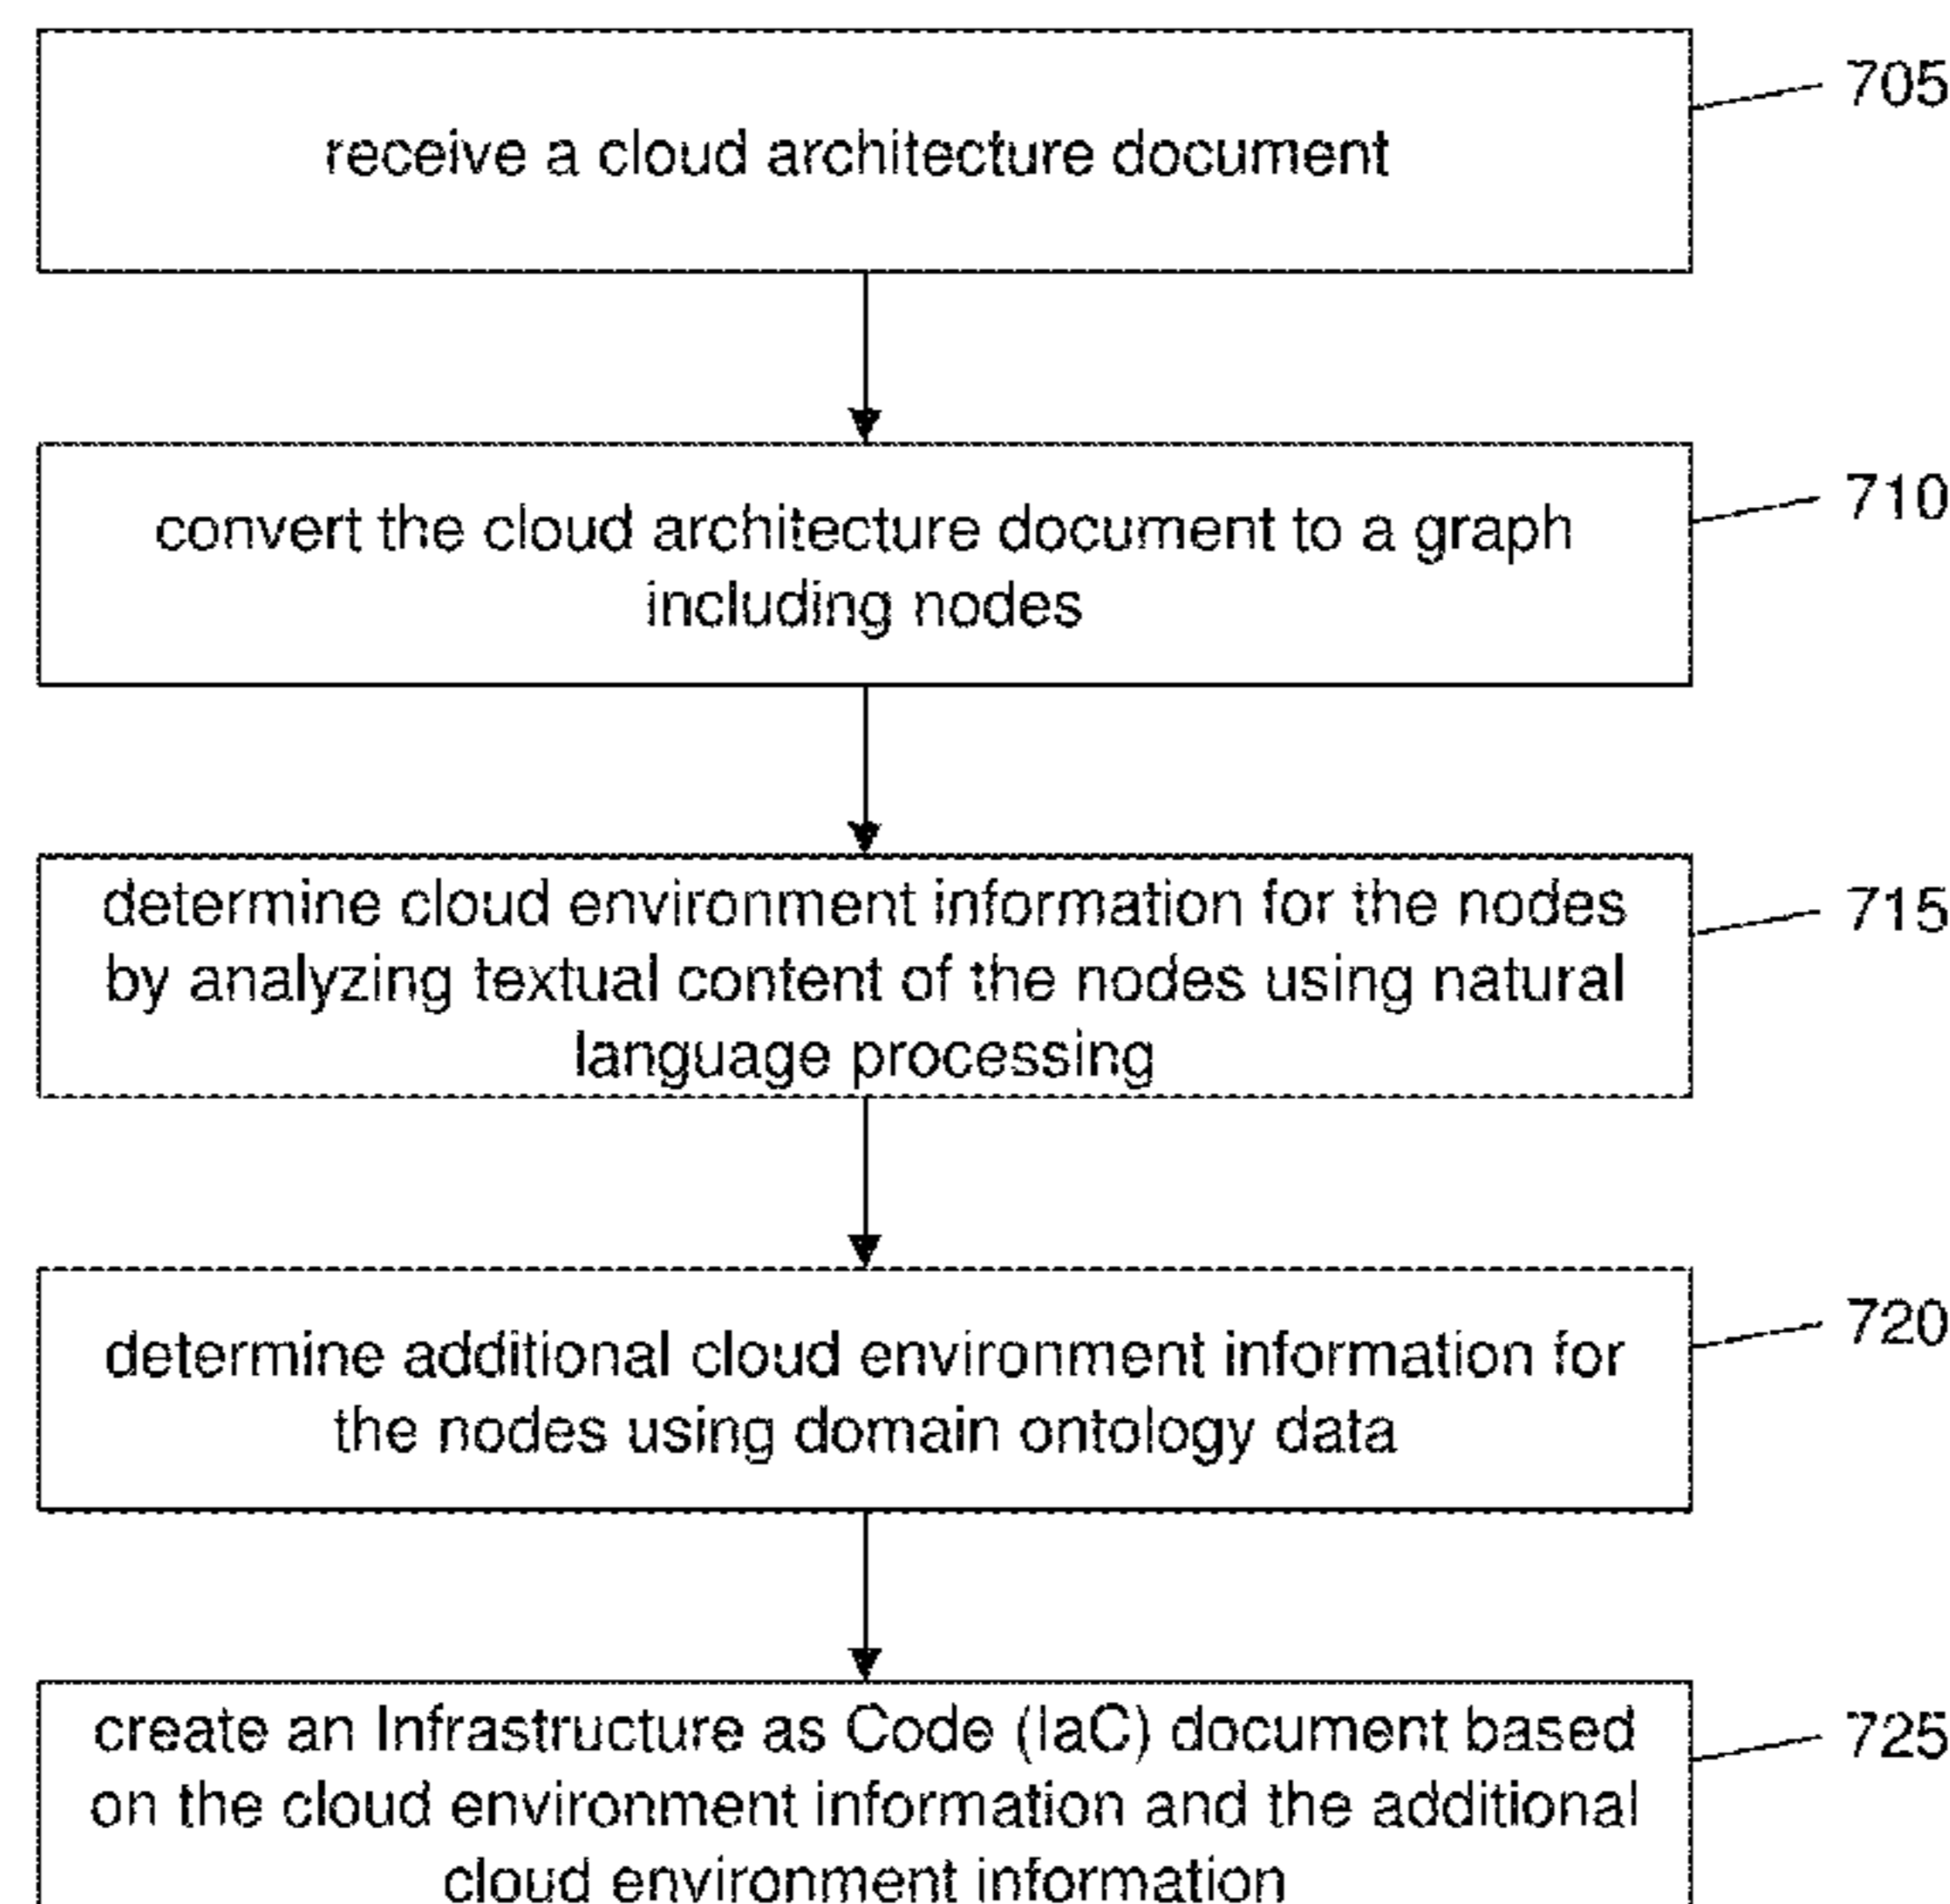 receive a cloud architecture document
705
convert the cloud architecture document to a graph
including nodes
710
determine cloud environment information for the nodes
by analyzing textual content of the nodes using natural
language processing
715
determine additional cloud environment information for
the nodes using domain ontology data
720
create an Infrastructure as Code (IaC) document based
on the cloud environment information and the additional
cloud environment information
725